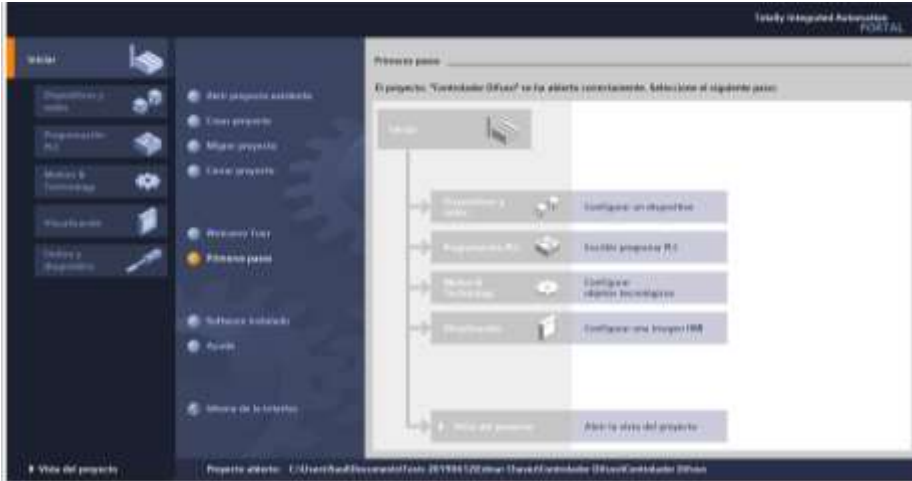 Totally Integrated Automation
PORTAL
Iniciar
Dispositivos y
redes
Programación
PLC
Motion &
Technology
Visualización
Online y
diagnóstico
Abrir proyecto existente
Crear proyecto
Migrar proyecto
Cerrar proyecto
Welcome Tour
Primeros pasos
Software instalado
Ayuda
Idioma de la interfaz
Primeros pasos
El proyecto: "Controlador Difuso" se ha abierto correctamente. Seleccione el siguiente paso:
Iniciar
Dispositivos y
redes
Configurar un dispositivo
Programación PLC
Escribir programa PLC
Motion &
Technology
Configurar
objetos tecnológicos
Visualización
Configurar una imagen HMI
Vista del proyecto
Abrir la vista del proyecto
Vista del proyecto
Proyecto abierto: